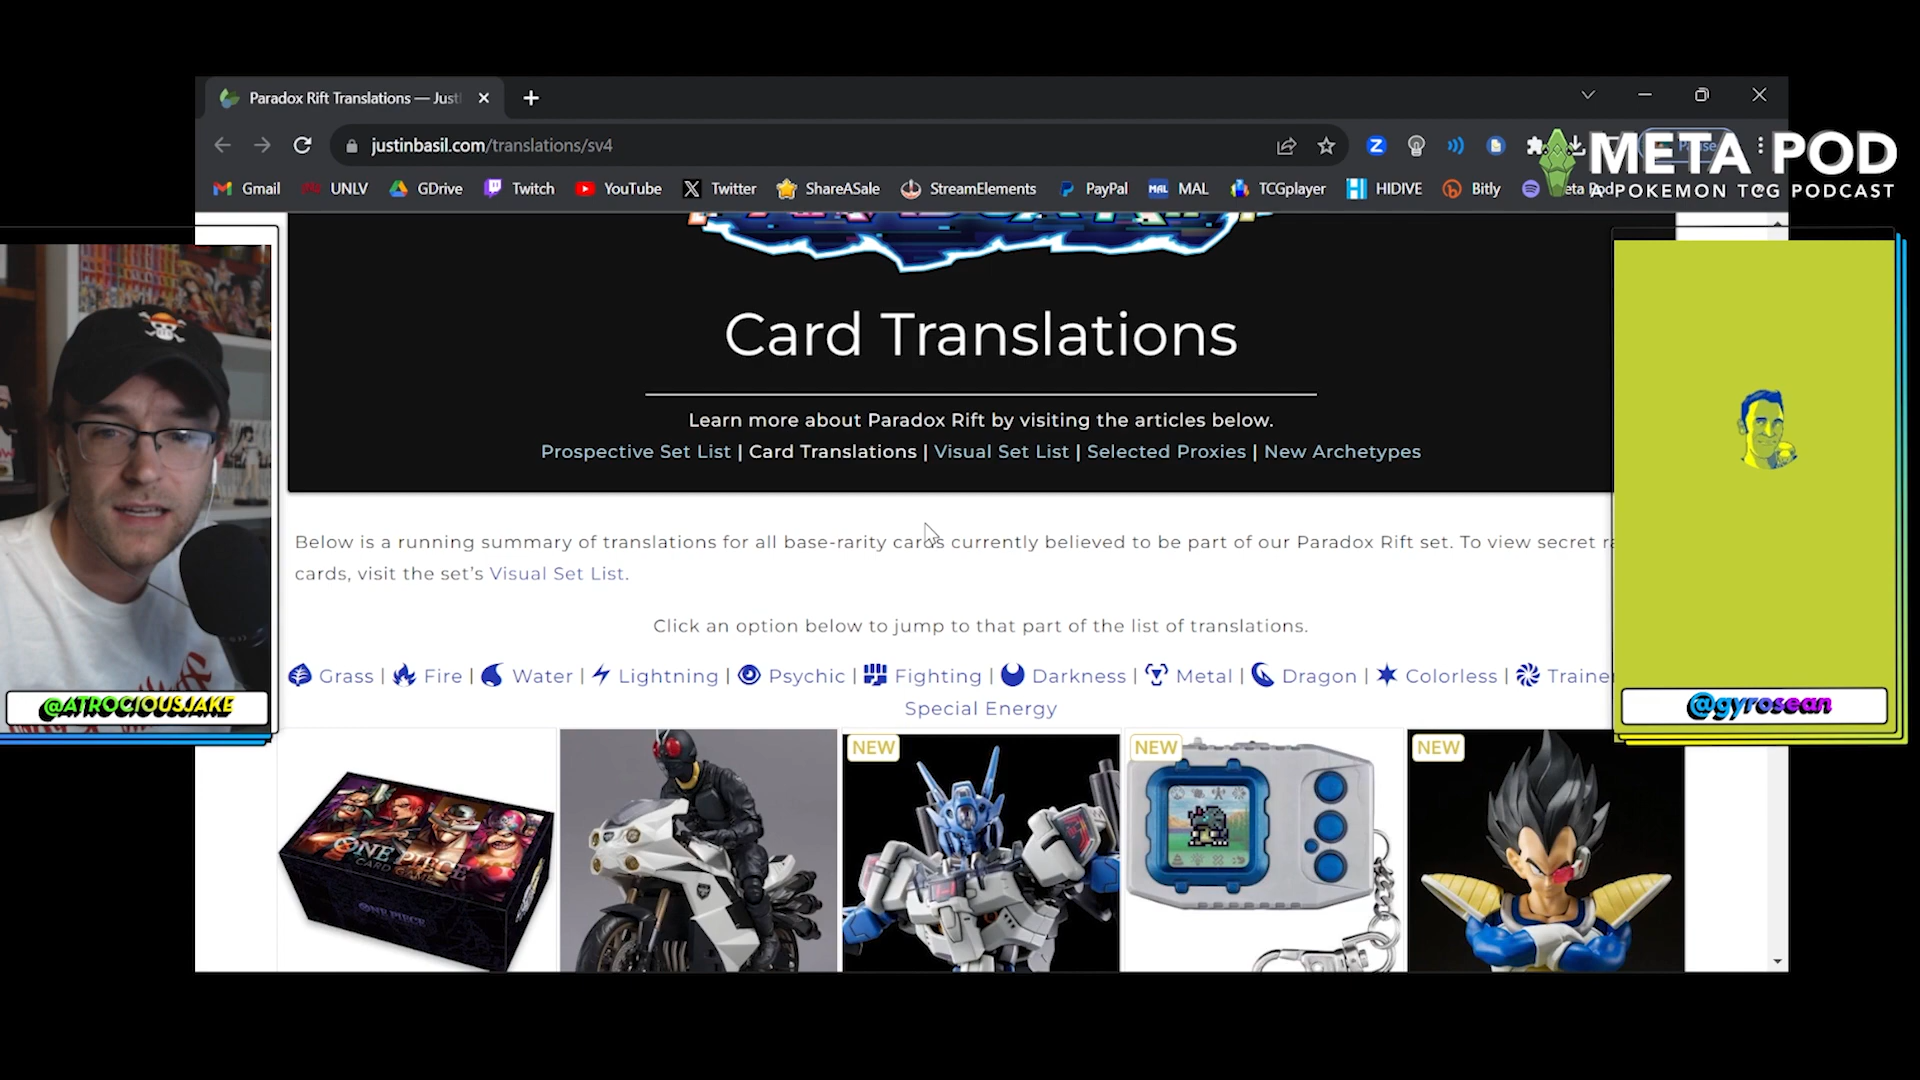 Paradox Rift Translations — Just
justinbasil.com/translations/sv4
META POD
A POKEMON TCG PODCAST
Gmail
UNLV
GDrive
Twitch
YouTube
Twitter
ShareASale
StreamElements
PayPal
MAL
TCGplayer
HIDIVE
Bitly
Card Translations
Learn more about Paradox Rift by visiting the articles below.
Prospective Set List | Card Translations | Visual Set List | Selected Proxies | New Archetypes
Below is a running summary of translations for all base-rarity cards currently believed to be part of our Paradox Rift set. To view secret ra
cards, visit the set's Visual Set List.
Click an option below to jump to that part of the list of translations.
Grass | Fire | Water | Lightning | Psychic | Fighting | Darkness | Metal | Dragon | Colorless | Traine
Special Energy
@ATROCIOUSJAKE
@gyrosean
NEW
NEW
NEW
ONE PIECE
CARD GAME
ONE PIECE